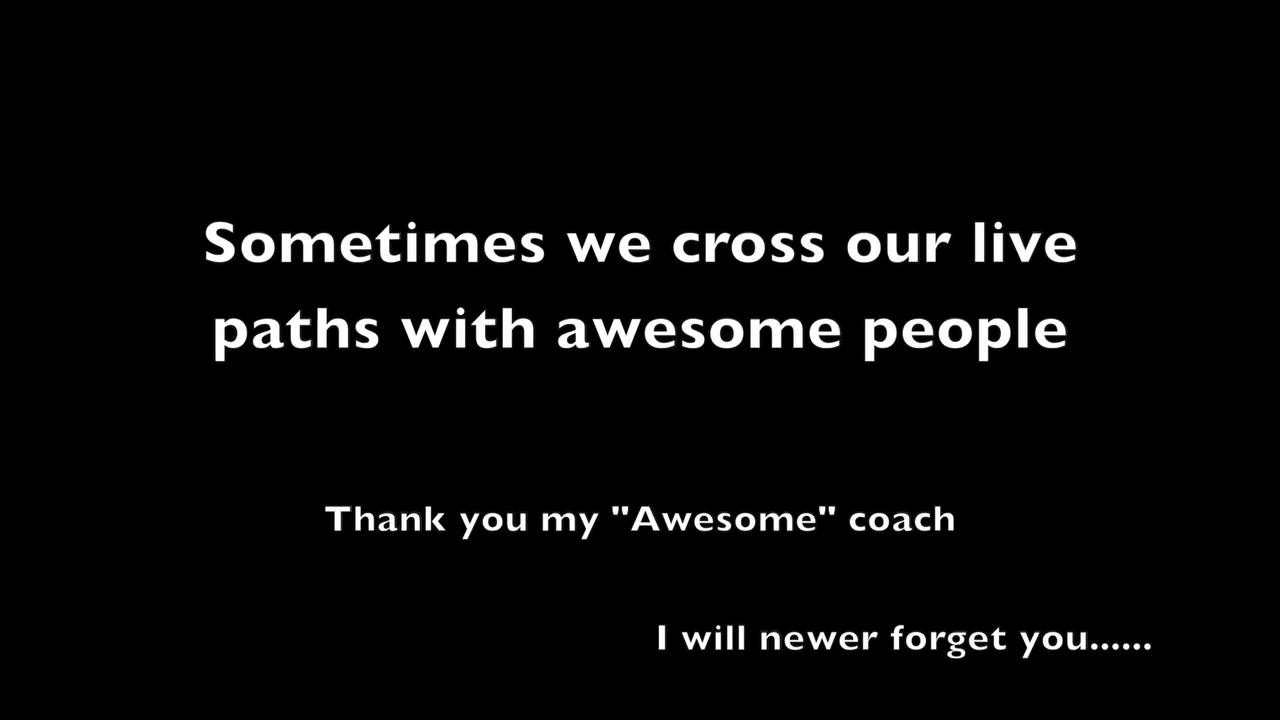 Sometimes we cross our live
paths with awesome people
Thank you my "Awesome" coach
I will newer forget you......